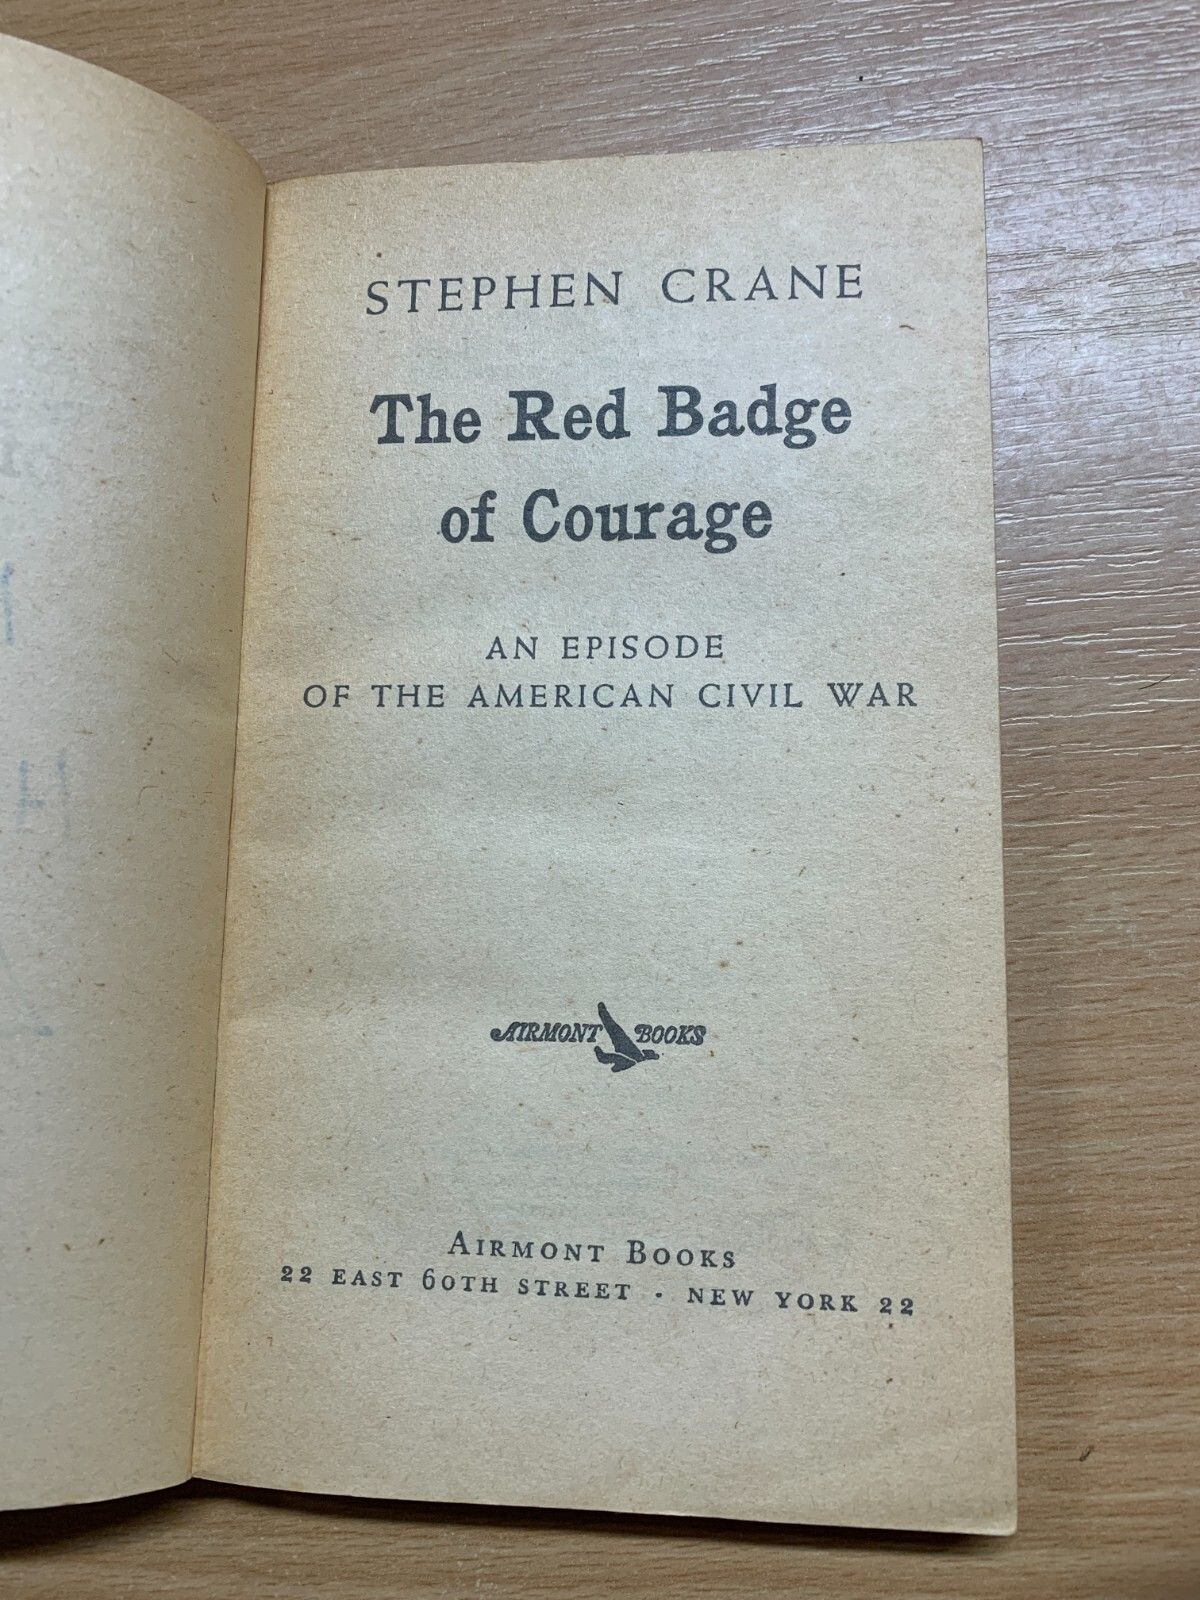 STEPHEN CRANE
The Red Badge
of Courage
AN EPISODE
OF THE AMERICAN CIVIL WAR
AIRMONT BOOKS
AIRMONT BOOKS
22 EAST 60TH STREET · NEW YORK 22